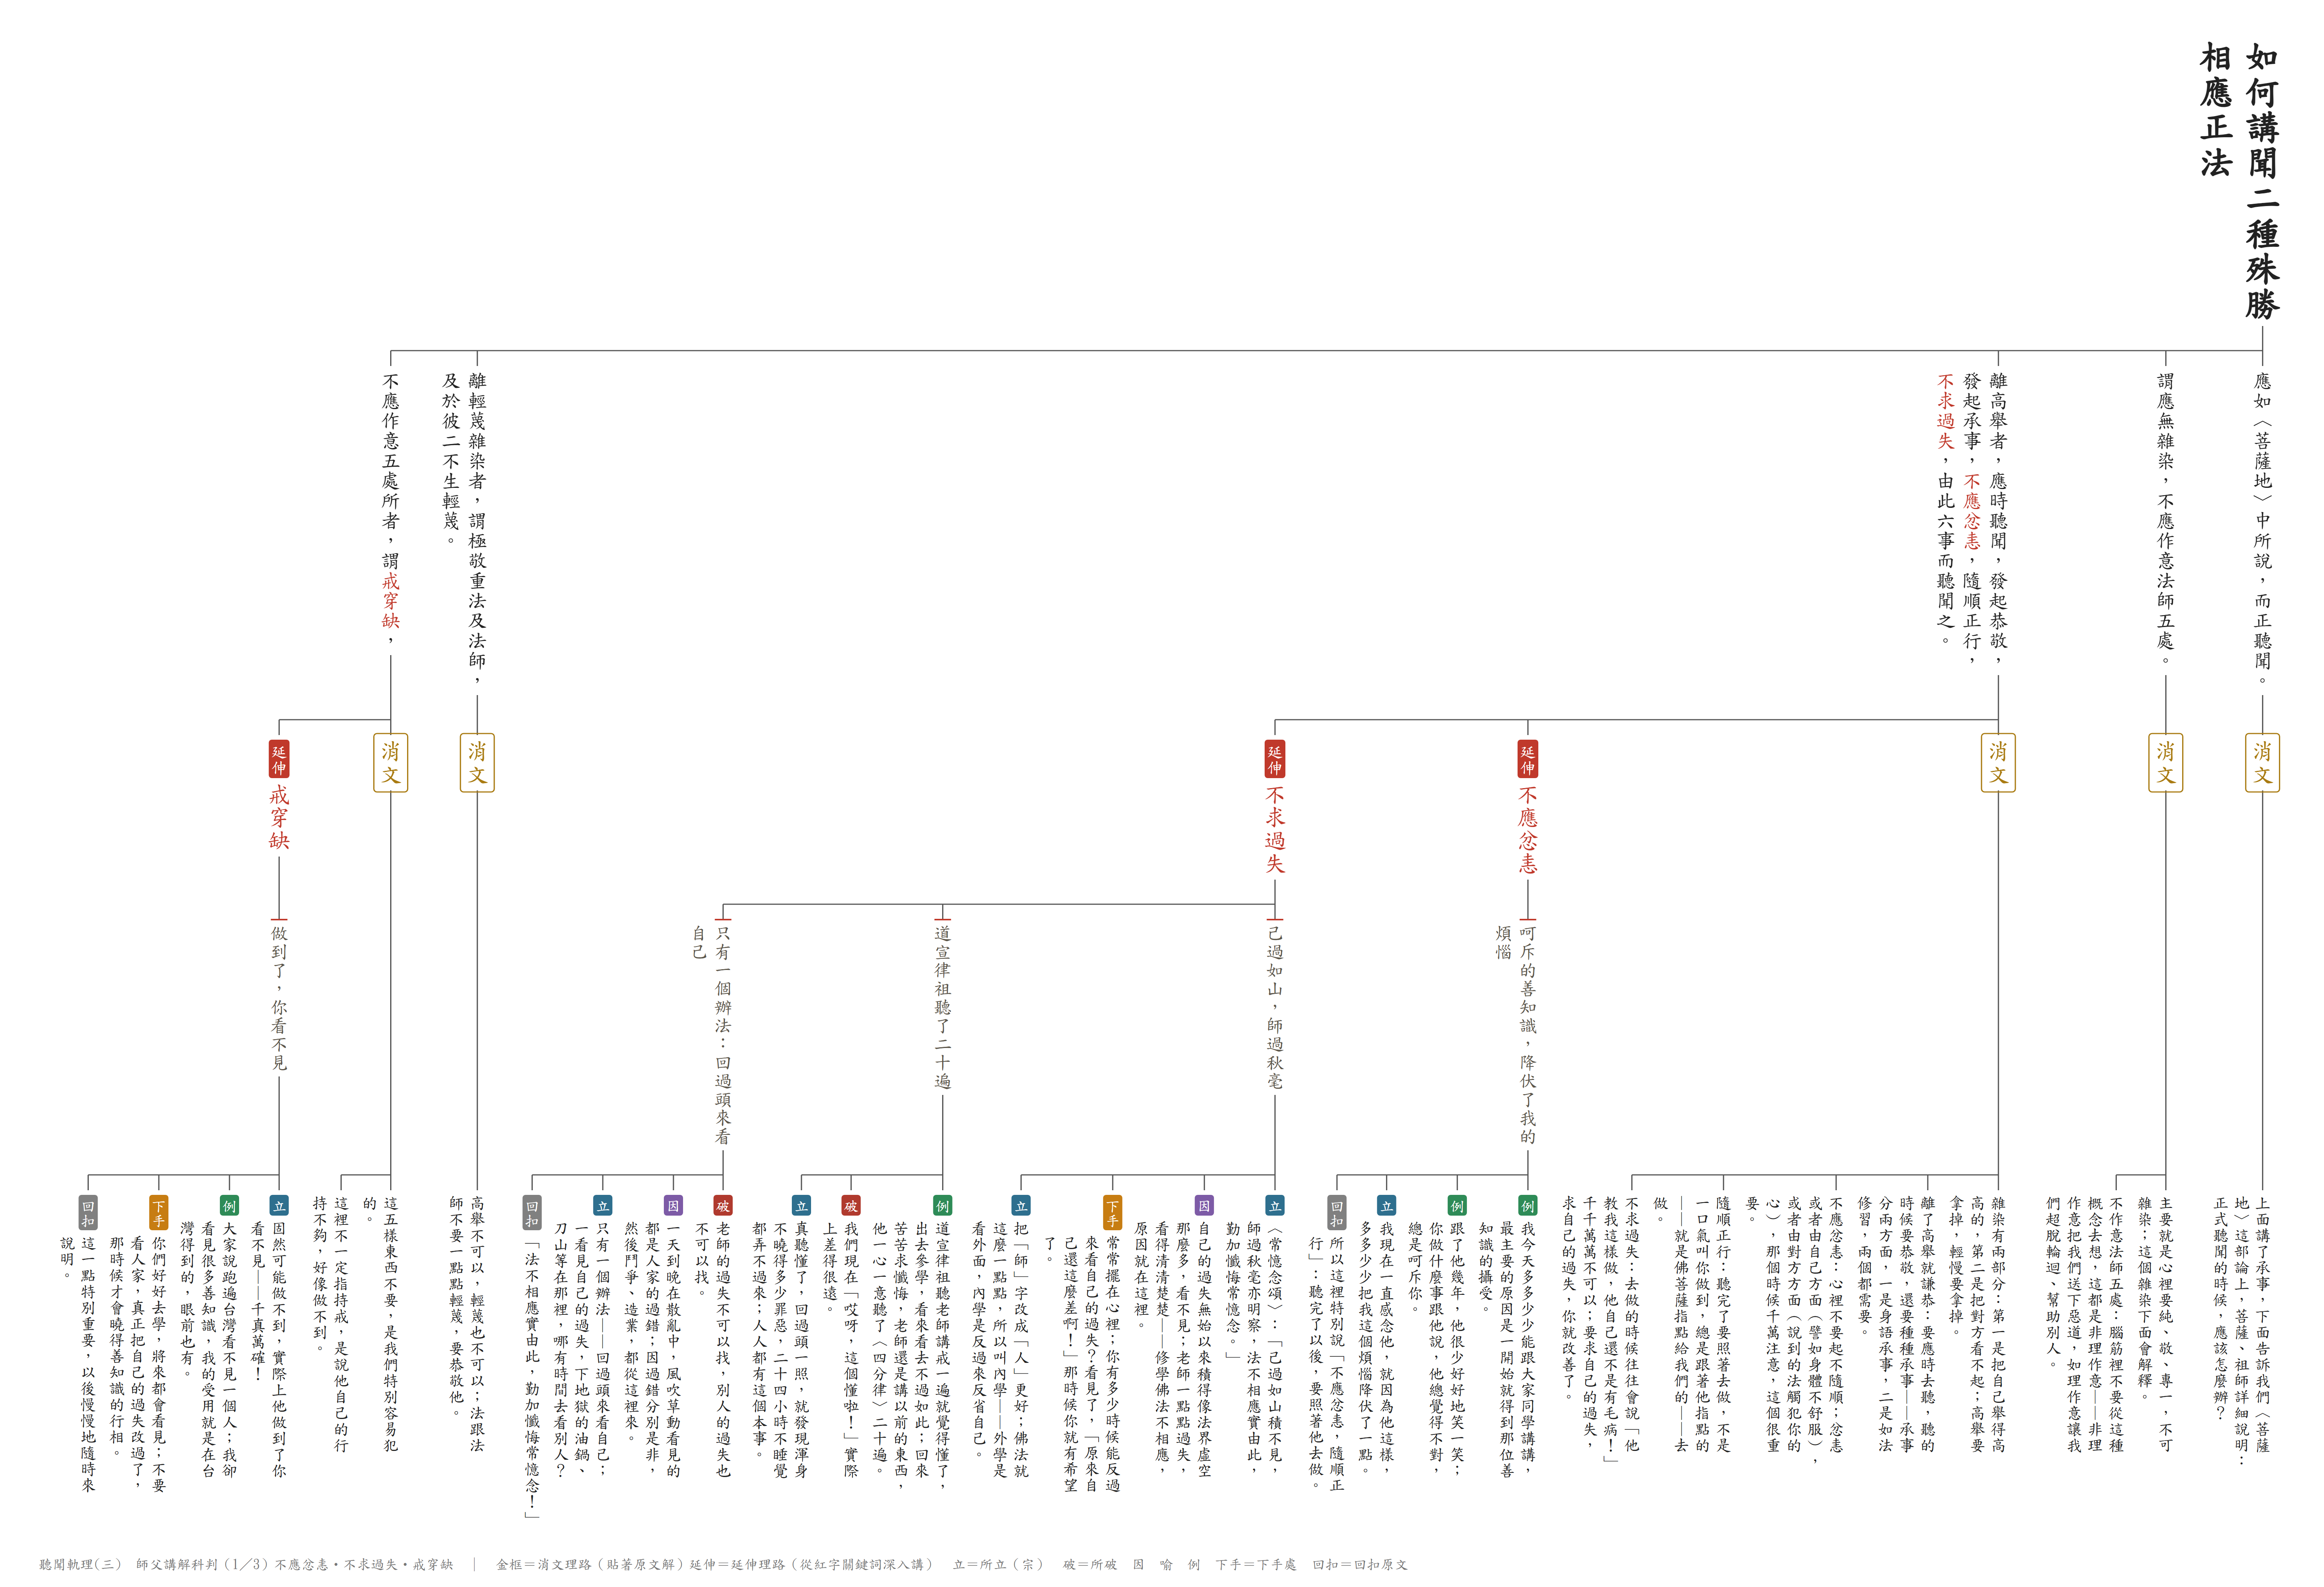 如何講聞二種殊勝
相應正法
應如〈菩薩地〉中所說，而正聽聞。
謂應無雜染，不應作意法師五處。
離高舉者，應時聽聞，發起恭敬，
發起承事，不應忿恚，隨順正行，
不求過失，由此六事而聽聞之。
離輕蔑雜染者，謂極敬重法及法師，
及於彼二不生輕蔑。
不應作意五處所者，謂戒穿缺，
消文
消文
消文
延伸
不應忿恚
延伸
不求過失
消文
消文
延伸
戒穿缺
呵斥的善知識，降伏了我的
煩惱
己過如山，師過秋毫
道宣律祖聽了二十遍
只有一個辦法：回過頭來看
自己
做到了，你看不見
上面講了承事，下面告訴我們〈菩薩
地〉這部論上，菩薩、祖師詳細說明：
正式聽聞的時候，應該怎麼辦？
主要就是心裡要純、敬、專一，不可
雜染；這個雜染下面會解釋。
不作意法師五處：腦筋裡不要從這種
概念去想，這都是非理作意——非理
作意把我們送下惡道，如理作意讓我
們超脫輪迴、幫助別人。
雜染有兩部分：第一是把自己舉得高
高的，第二是把對方看不起；高舉要
拿掉，輕慢要拿掉。
離了高舉就謙恭：要應時去聽，聽的
時候要恭敬，還要種種承事——承事
分兩方面，一是身語承事，二是如法
修習，兩個都需要。
不應忿恚：心裡不要起不隨順；忿恚
或者由自己方面（譬如身體不舒服），
或者由對方方面（說到的法觸犯你的
心），那個時候千萬注意，這個很重
要。
隨順正行：聽完了要照著去做，不是
一口氣叫你做到，總是跟著他指點的
——就是佛菩薩指點給我們的——去
做。
不求過失：去做的時候往往會說「他
教我這樣做，他自己還不是有毛病！」
千千萬萬不可以；要求自己的過失，
求自己的過失，你就改善了。
例
我今天多多少少能跟大家同學講講，
最主要的原因是一開始就得到那位善
知識的攝受。
例
跟了他幾年，他很少好好地笑一笑；
你做什麼事跟他說，他總覺得不對，
總是呵斥你。
立
我現在一直感念他，就因為他這樣，
多多少少把我這個煩惱降伏了一點。
回扣
所以這裡特別說「不應忿恚，隨順正
行」：聽完了以後，要照著他去做。
立
〈常憶念頌〉：「己過如山積不見，
師過秋毫亦明察，法不相應實由此，
勤加懺悔常憶念。」
因
自己的過失無始以來積得像法界虛空
那麼多，看不見；老師一點點過失，
看得清清楚楚——修學佛法不相應，
原因就在這裡。
下手
常常擺在心裡；你有多少時候能反過
來看自己的過失？看見了，「原來自
己還這麼差啊！」那時候你就有希望
了。
立
把「師」字改成「人」更好；佛法就
這麼一點點，所以叫內學——外學是
看外面，內學是反過來反省自己。
例
道宣律祖聽老師講戒一遍就覺得懂了，
出去參學，看來看去不過如此；回來
苦苦求懺悔，老師還是講以前的東西，
他一心一意聽了〈四分律〉二十遍。
破
我們現在「哎呀，這個懂啦！」實際
上差得很遠。
立
真聽懂了，回過頭一照，就發現渾身
不曉得多少罪惡，二十四小時不睡覺
都弄不過來；人人都有這個本事。
破
老師的過失不可以找，別人的過失也
不可以找。
因
一天到晚在散亂中，風吹草動看見的
都是人家的過錯；因過錯分別是非，
然後鬥爭、造業，都從這裡來。
立
只有一個辦法——回過頭來看自己；
一看見自己的過失，下地獄的油鍋、
刀山等在那裡，哪有時間去看別人？
回扣
「法不相應實由此，勤加懺悔常憶念！」
高舉不可以，輕蔑也不可以；法跟法
師不要一點點輕蔑，要恭敬他。
這五樣東西不要，是我們特別容易犯
的。
這裡不一定指持戒，是說他自己的行
持不夠，好像做不到。
立
固然可能做不到，實際上他做到了你
看不見——千真萬確！
例
大家說跑遍台灣看不見一個人；我卻
看見很多善知識，我的受用就是在台
灣得到的，眼前也有。
下手
你們好好去學，將來都會看見；不要
看人家，真正把自己的過失改過了，
那時候才會曉得善知識的行相。
回扣
這一點特別重要，以後慢慢地隨時來
說明。
聽聞軌理(三)　師父講解科判（1／3）不應忿恚・不求過失・戒穿缺　｜　金框＝消文理路（貼著原文解）延伸＝延伸理路（從紅字關鍵詞深入講）　立＝所立（宗）　破＝所破　因　喻　例　下手＝下手處　回扣＝回扣原文